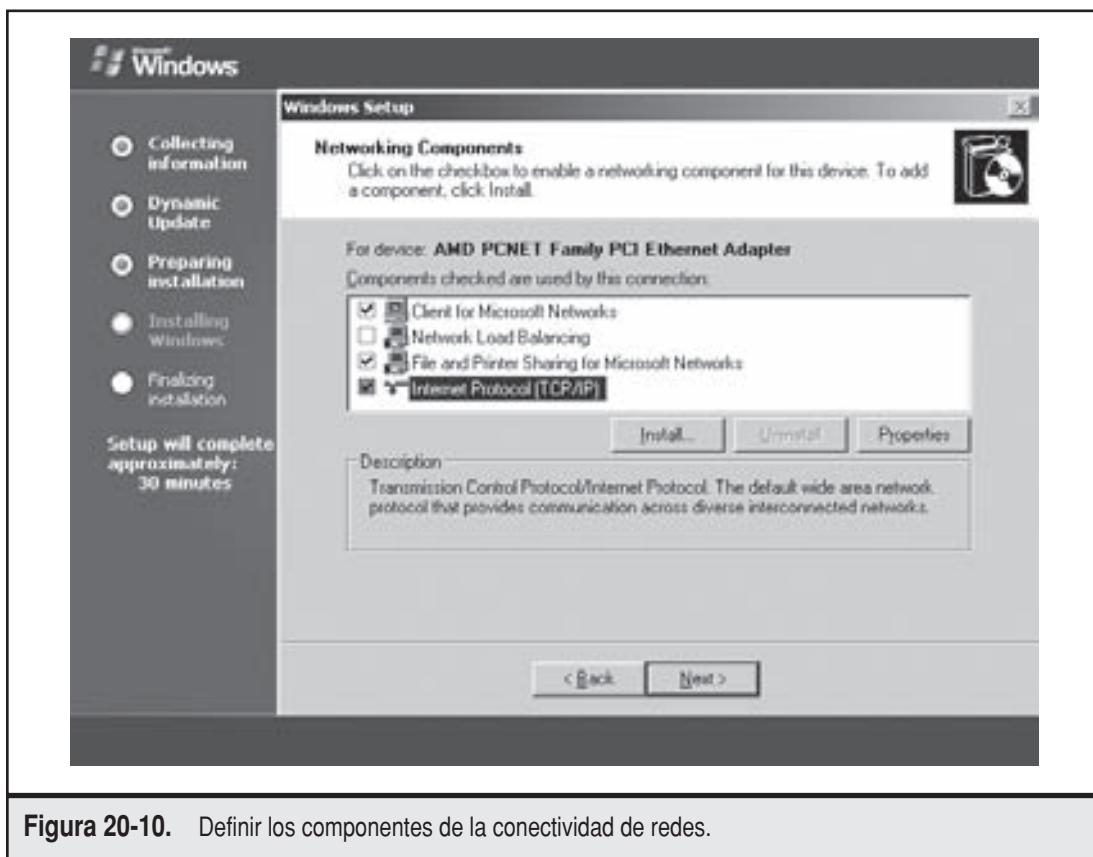 Microsoft
Windows
Windows Setup
Collecting
information
Dynamic
Update
Preparing
installation
Installing
Windows
Finalizing
installation
Setup will complete
approximately:
30 minutes
Networking Components
Click on the checkbox to enable a networking component for this device. To add
a component, click Install.
For device: AMD PCNET Family PCI Ethernet Adapter
Components checked are used by this connection:
Client for Microsoft Networks
Network Load Balancing
File and Printer Sharing for Microsoft Networks
Internet Protocol (TCP/IP)
Install...
Uninstall
Properties
Description
Transmission Control Protocol/Internet Protocol. The default wide area network
protocol that provides communication across diverse interconnected networks.
< Back
Next >
Figura 20-10. Definir los componentes de la conectividad de redes.